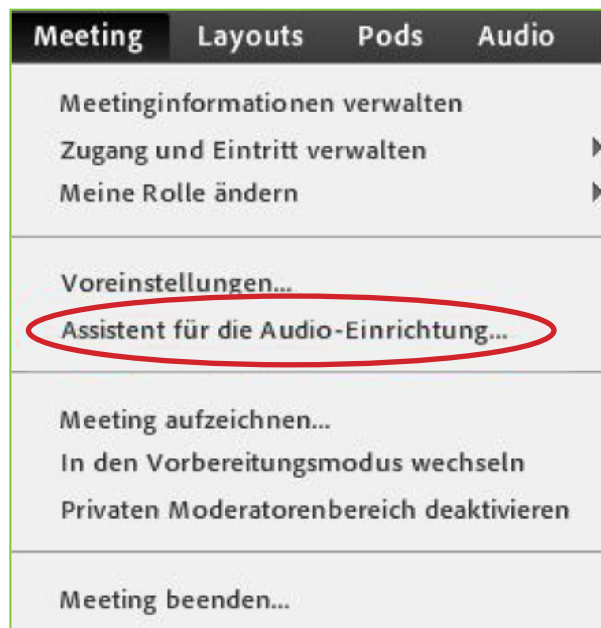 Meeting Layouts Pods Audio
Meetinginformationen verwalten
Zugang und Eintritt verwalten
Meine Rolle ändern
Voreinstellungen...
Assistent für die Audio-Einrichtung...
Meeting aufzeichnen...
In den Vorbereitungsmodus wechseln
Privaten Moderatorenbereich deaktivieren
Meeting beenden...